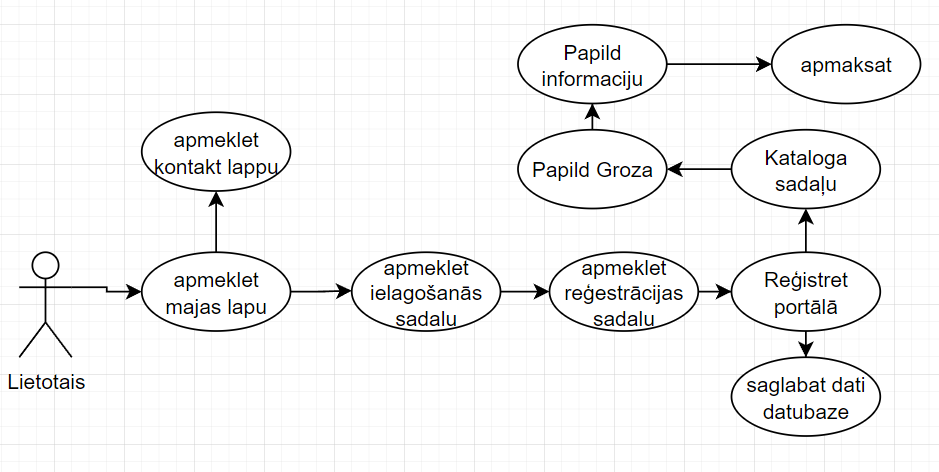 Papild
informaciju
apmaksat
apmeklet
kontakt lappu
Papild Groza
Kataloga
sadaļu
apmeklet
majas lapu
apmeklet
ielagošanās
sadalu
apmeklet
reģestrācijas
sadalu
Reģistret
portālā
Lietotais
saglabat dati
datubaze